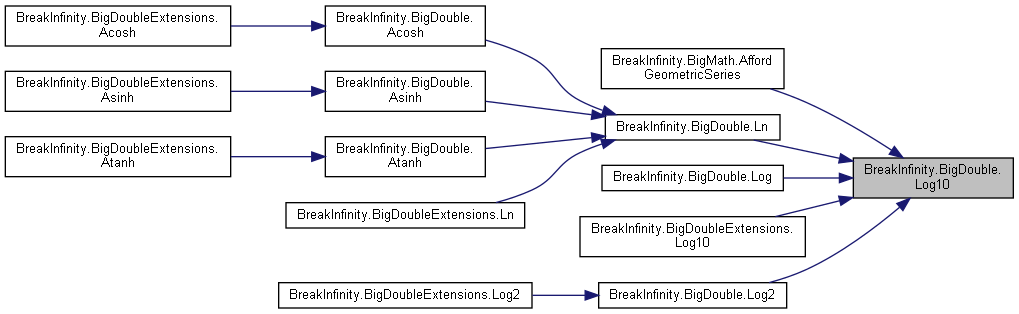 BreakInfinity.BigDoubleExtensions.
Acosh
BreakInfinity.BigDouble.
Acosh
BreakInfinity.BigMath.Afford
GeometricSeries
BreakInfinity.BigDoubleExtensions.
Asinh
BreakInfinity.BigDouble.
Asinh
BreakInfinity.BigDouble.Ln
BreakInfinity.BigDoubleExtensions.
Atanh
BreakInfinity.BigDouble.
Atanh
BreakInfinity.BigDouble.Log
BreakInfinity.BigDouble.
Log10
BreakInfinity.BigDoubleExtensions.Ln
BreakInfinity.BigDoubleExtensions.
Log10
BreakInfinity.BigDoubleExtensions.Log2
BreakInfinity.BigDouble.Log2